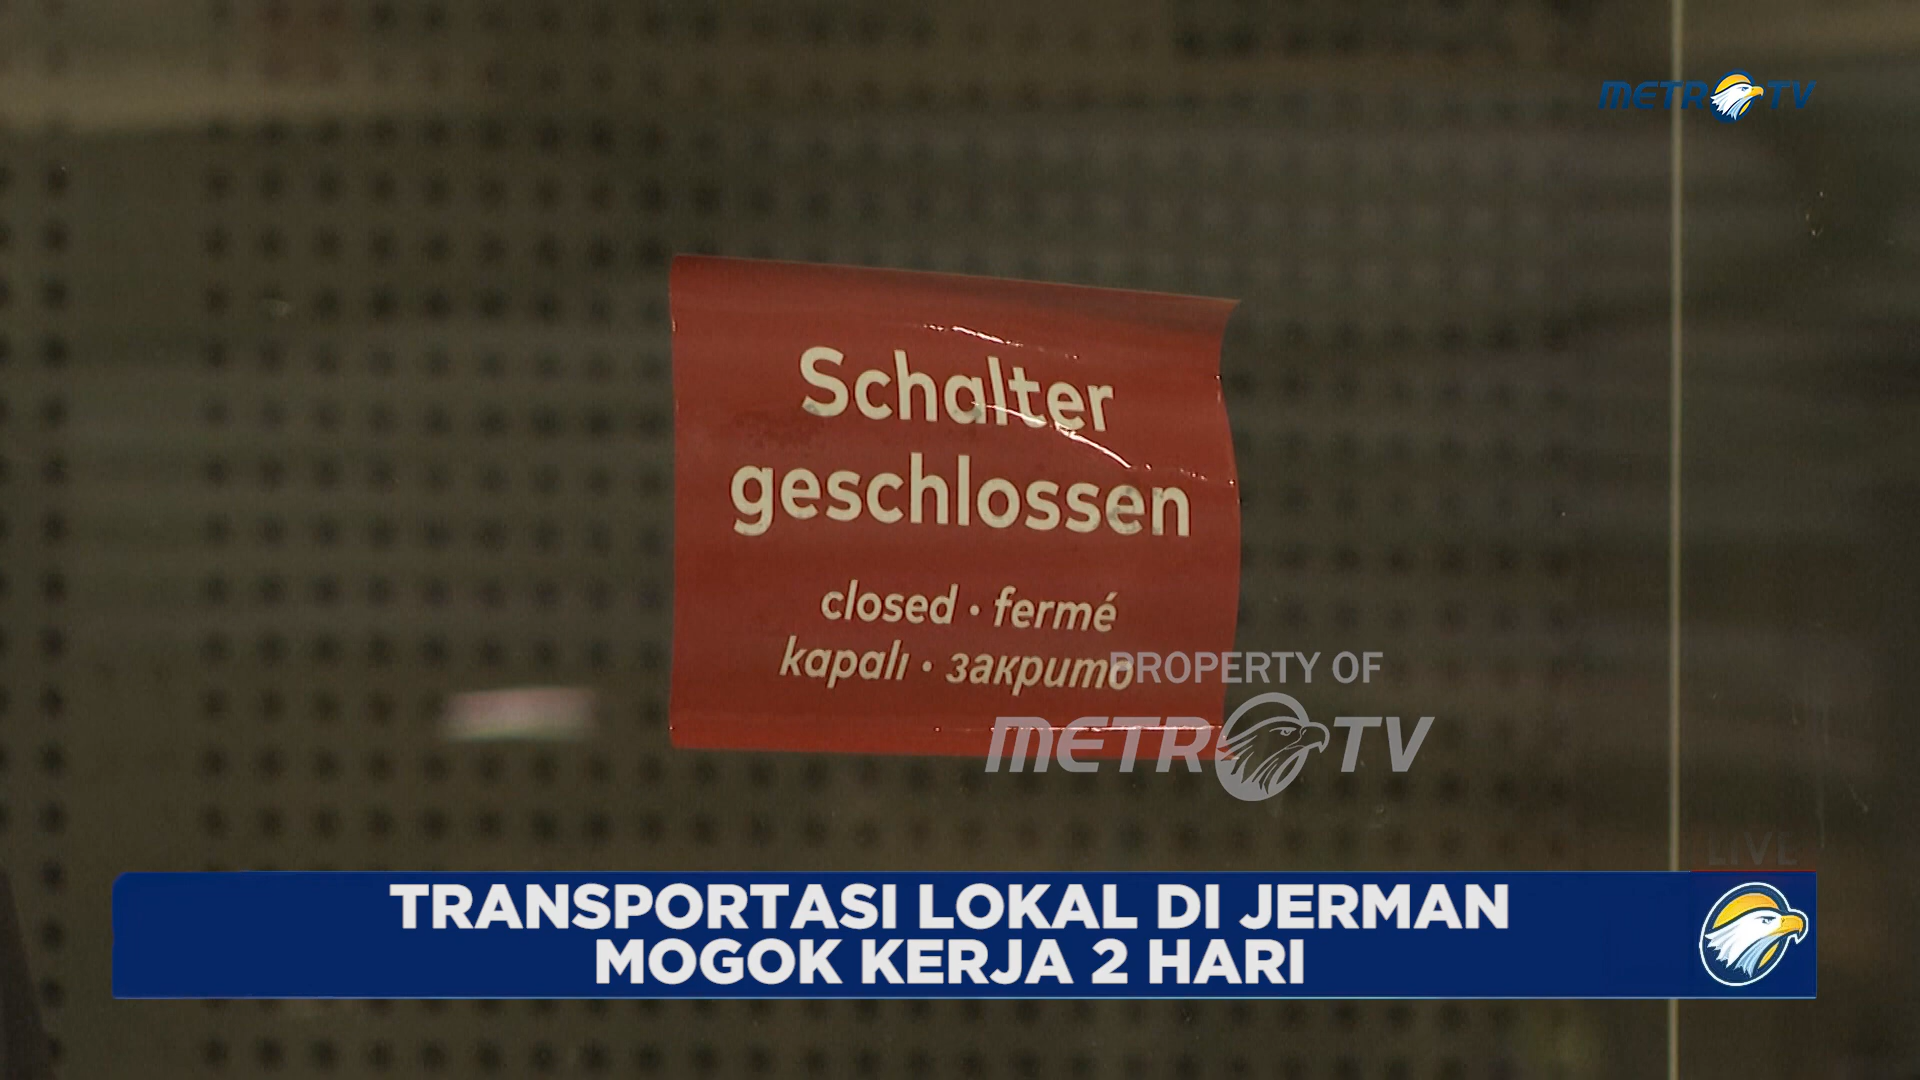 METRO TV
Schalter
geschlossen
closed • fermé
kapalı • закрито
PROPERTY OF
METRO TV
LIVE
TRANSPORTASI LOKAL DI JERMAN
MOGOK KERJA 2 HARI